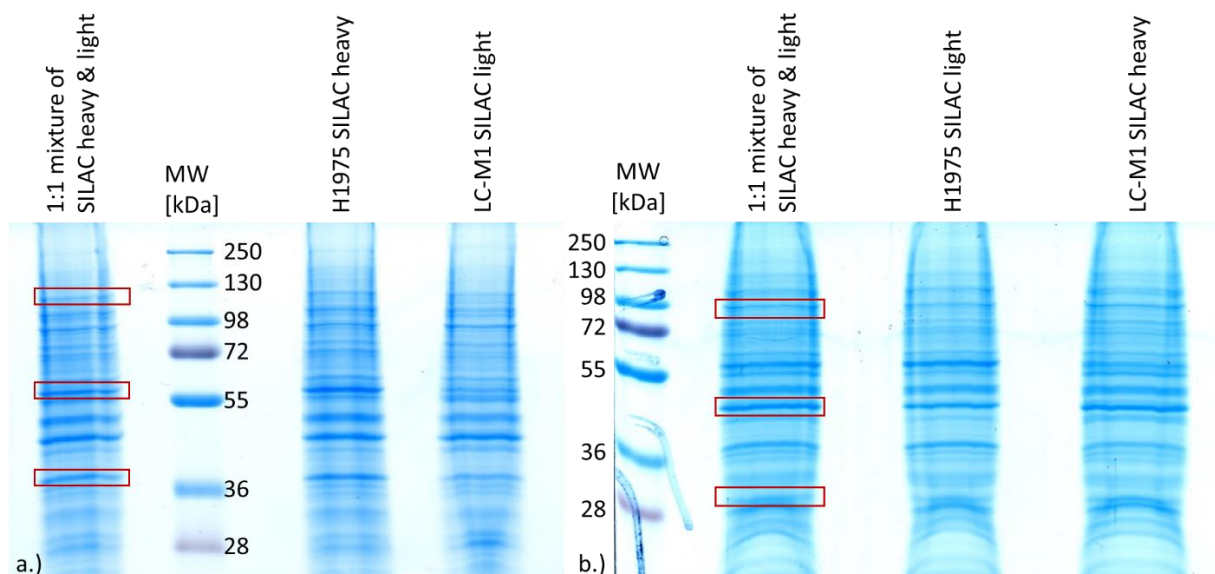 1:1 mixture of
SILAC heavy & light
MW
[kDa]
H1975 SILAC heavy
LC-M1 SILAC light
250
130
98
72
55
36
28
a.)
MW
[kDa]
1:1 mixture of
SILAC heavy & light
H1975 SILAC light
LC-M1 SILAC heavy
250
130
98
72
55
36
28
b.)